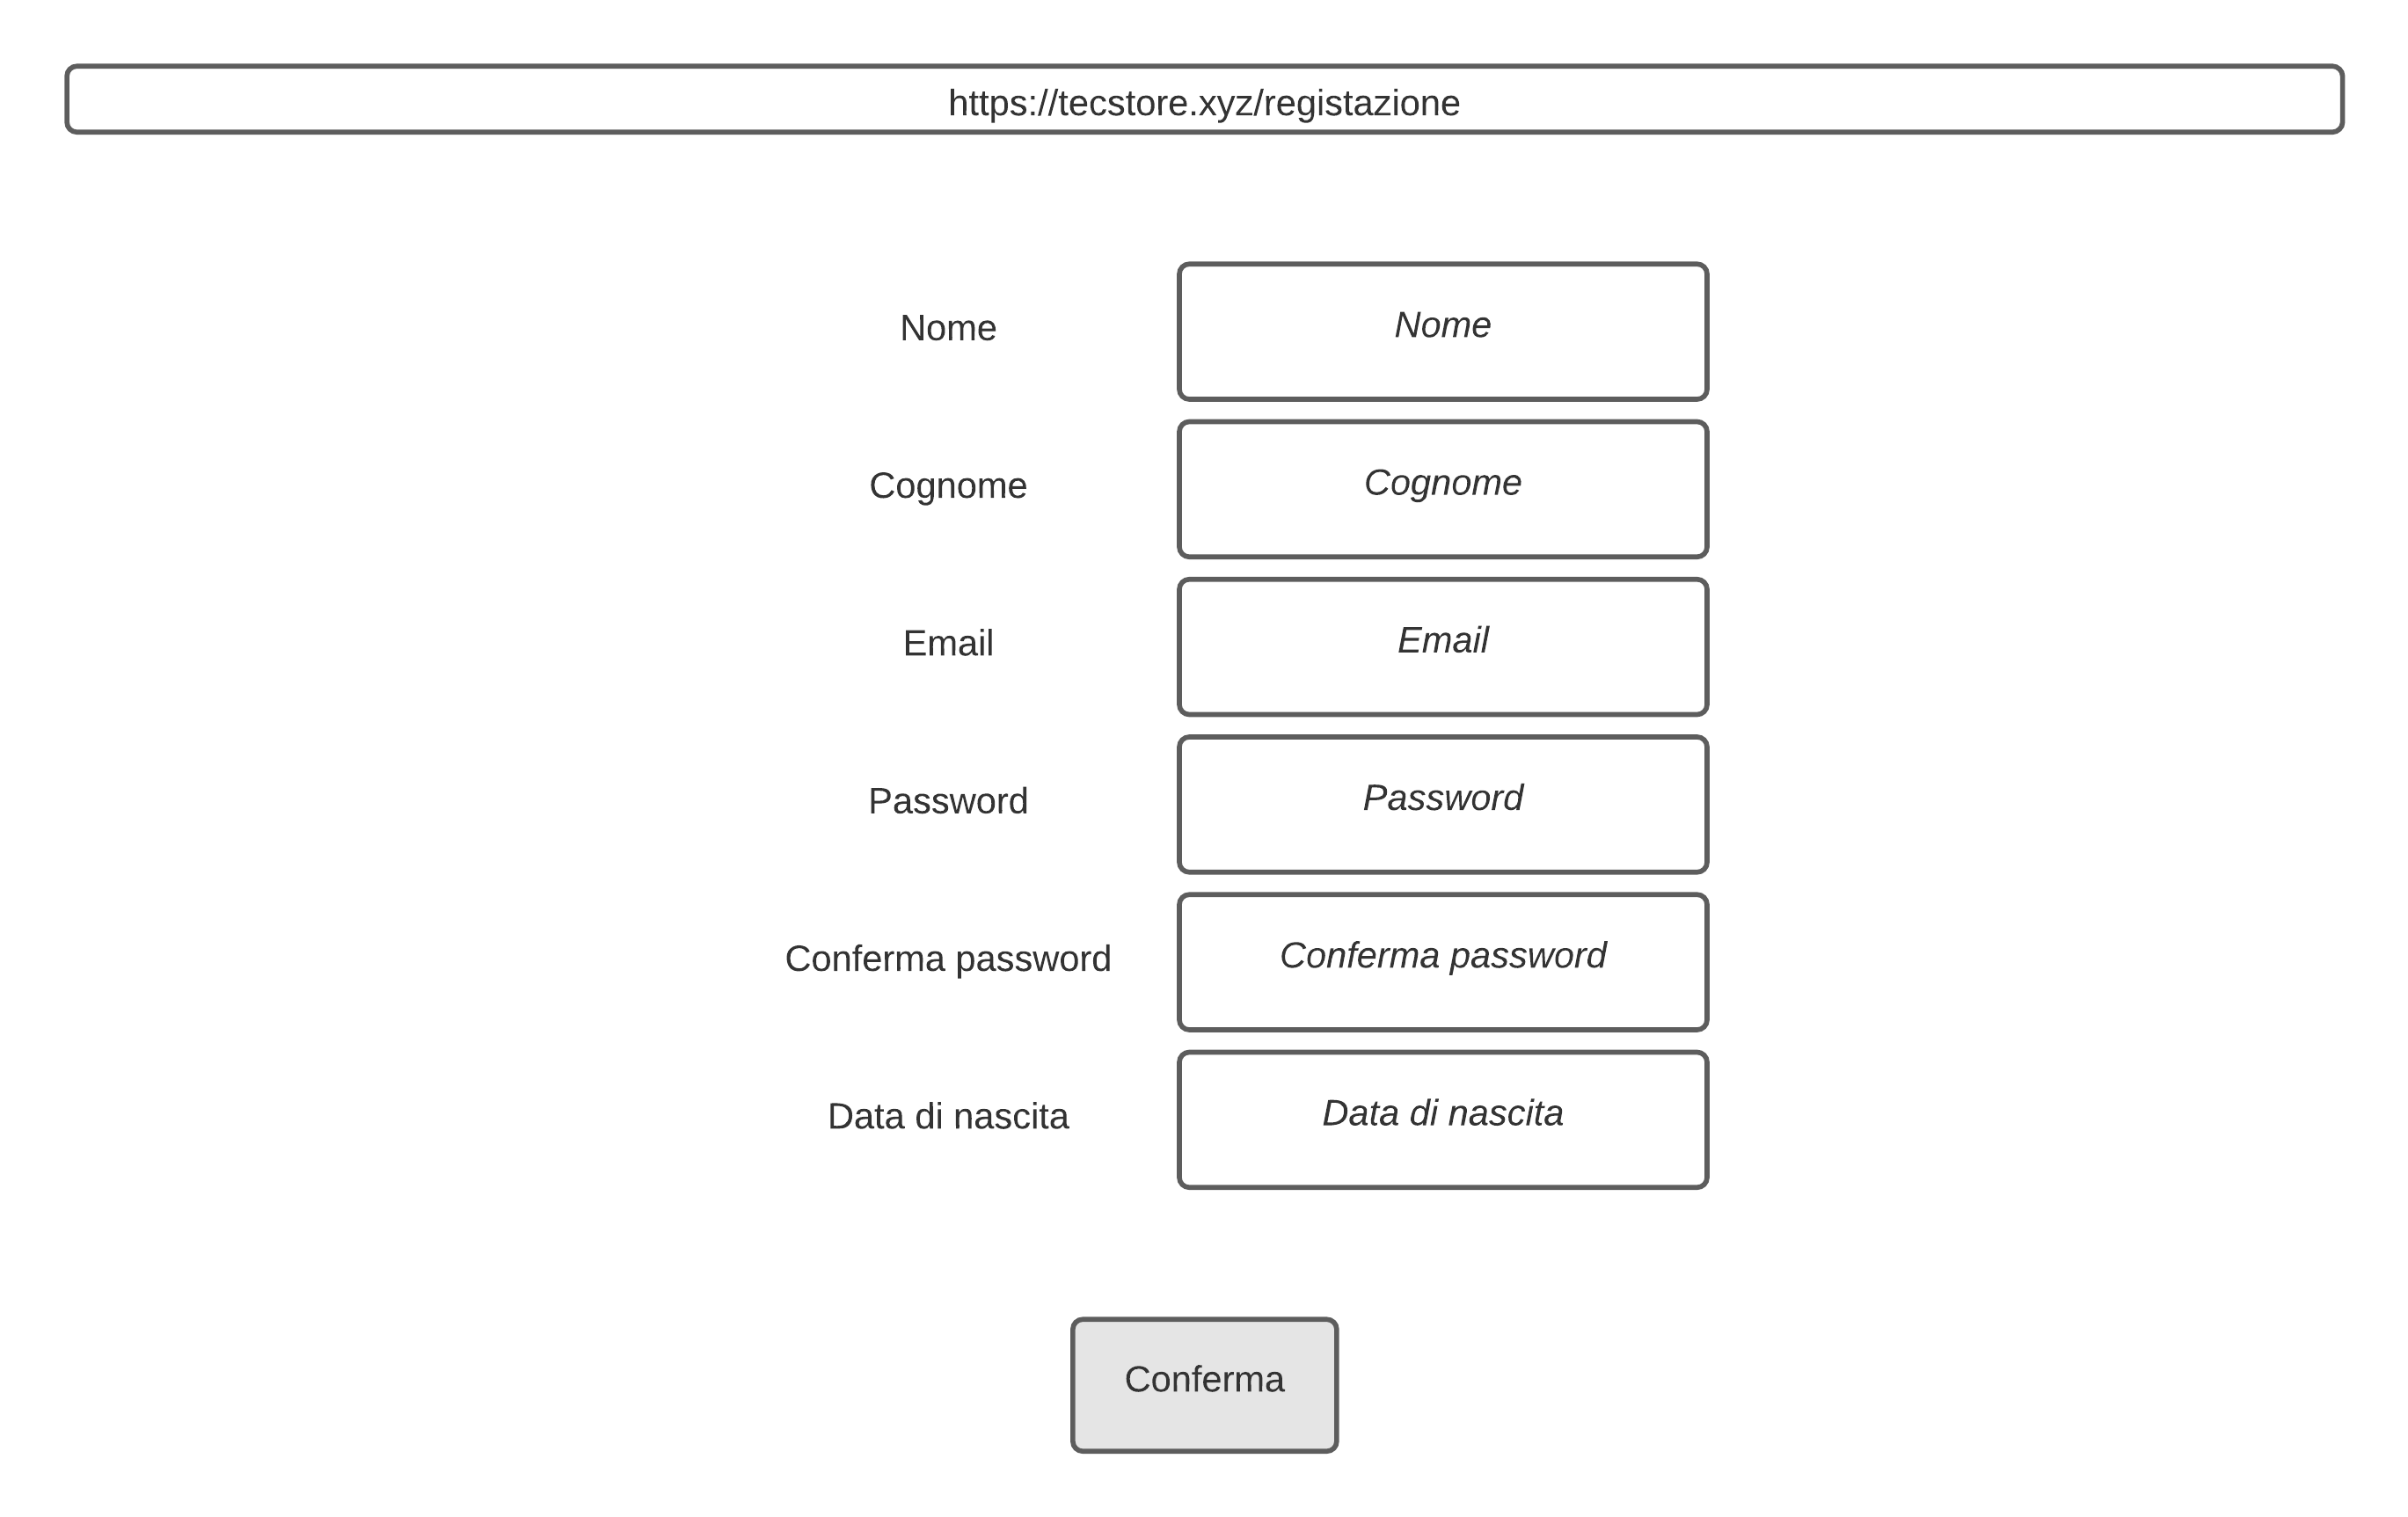 https://tecstore.xyz/registazione
Nome Nome
Cognome Cognome
Email Email
Password Password
Conferma password Conferma password
Data di nascita Data di nascita
Conferma